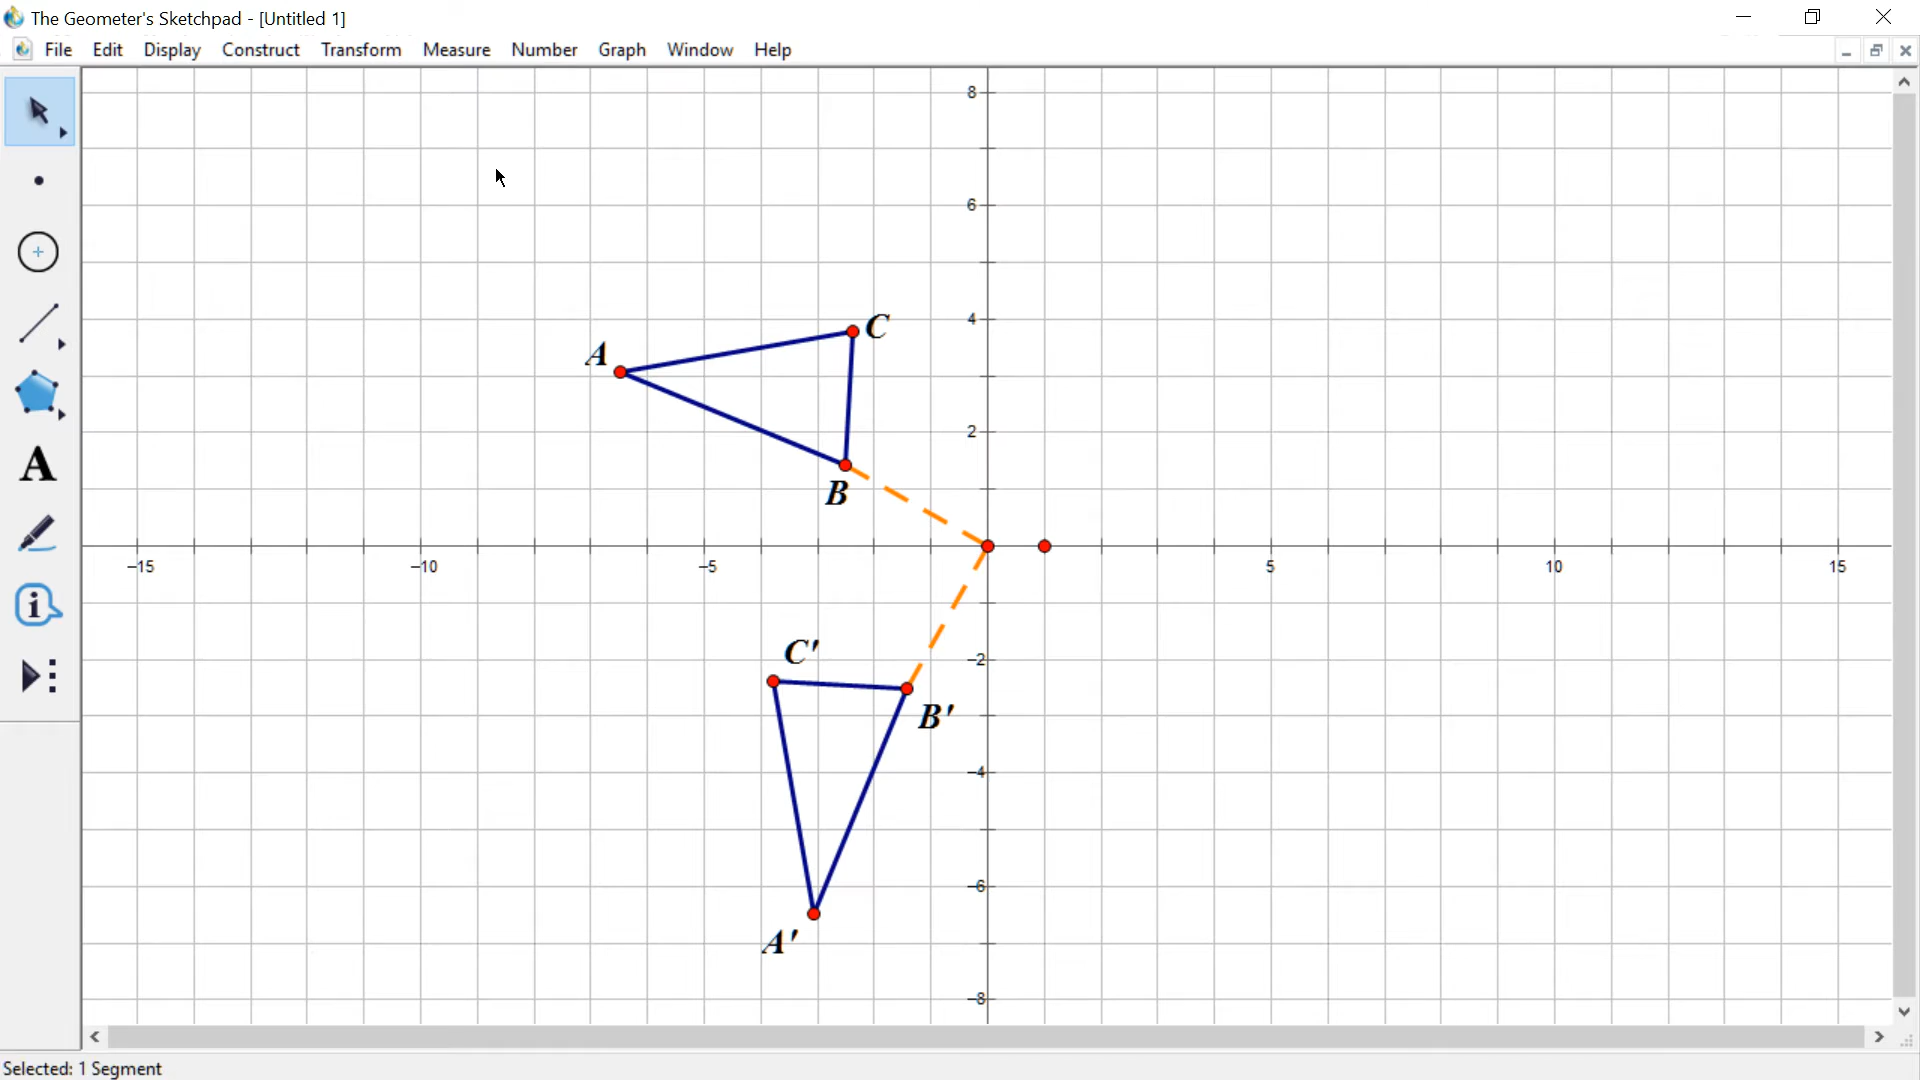 The Geometer's Sketchpad - [Untitled 1]
File Edit Display Construct Transform Measure Number Graph Window Help
8
6
C
4
A
2
B
−15 −10 −5 5 10 15
C'
−2
B'
−4
−6
A'
−8
A
i
Selected: 1 Segment